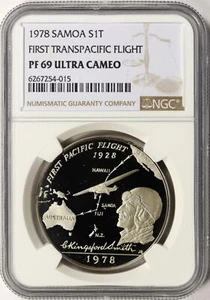 1978 SAMOA S1T
FIRST TRANSPACIFIC FLIGHT
PF 69 ULTRA CAMEO
6267254-015
NUMISMATIC GUARANTY COMPANY
NGC
FIRST PACIFIC FLIGHT
1928
HAWAII
SAMOA
FIJI
AUSTRALIA
N.Z.
C Kingsford Smith
1978